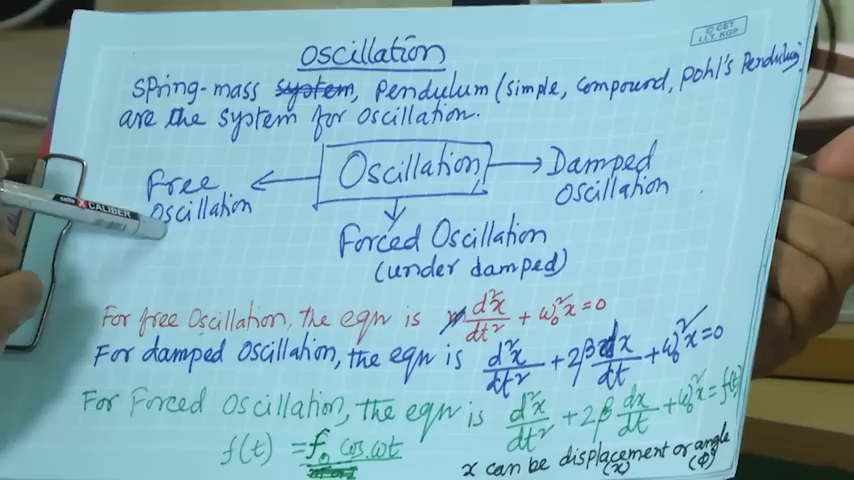 © CET
I.I.T. KGP
Oscillation
Spring-mass system, Pendulum (simple, compound, Pohl's Pendulum)
are the system for oscillation.
Oscillation
Free
Oscillation
Damped
Oscillation
Forced Oscillation
(under damped)
For free Oscillation, the eqn is d²x/dt² + ω₀²x = 0
For damped Oscillation, the eqn is d²x/dt² + 2β dx/dt + ω₀²x = 0
For Forced Oscillation, the eqn is d²x/dt² + 2β dx/dt + ω₀²x = f(t)
f(t) = f₀ cos ωt
x can be displacement or angle
(x) (φ)
CALIBER